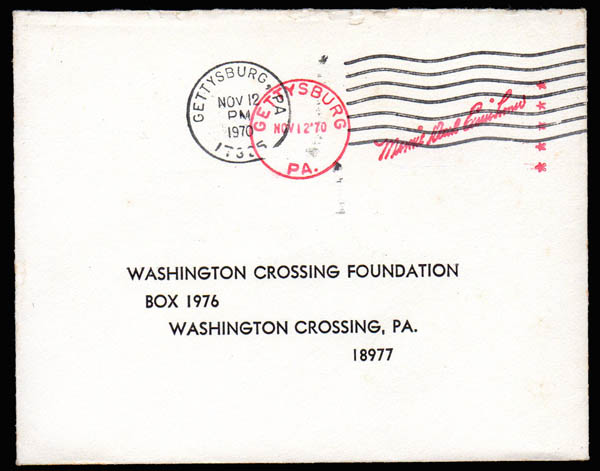 GETTYSBURG, PA
NOV 12
PM
1970
17325
GETTYSBURG
NOV 12 '70
PA.
Mamie Doud Eisenhower
WASHINGTON CROSSING FOUNDATION
BOX 1976
WASHINGTON CROSSING, PA.
18977